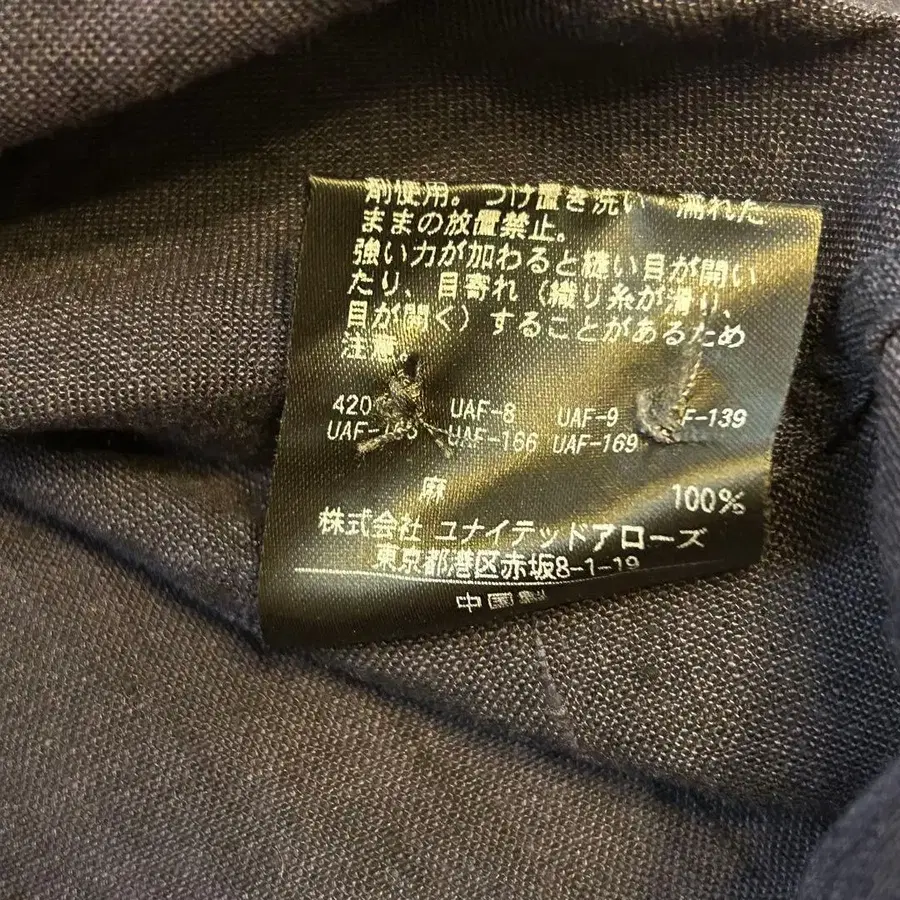 剤使用。つけ置き洗い、濡れた
ままの放置禁止。
強い力が加わると縫い目が開い
たり、目寄れ（織り糸が滑り、
目が開く）することがあるため
注意。
420 UAF-8 UAF-9 F-139
UAF- UAF-166 UAF-169
麻 100%
株式会社 ユナイテッドアローズ
東京都港区赤坂8-1-19
中国製